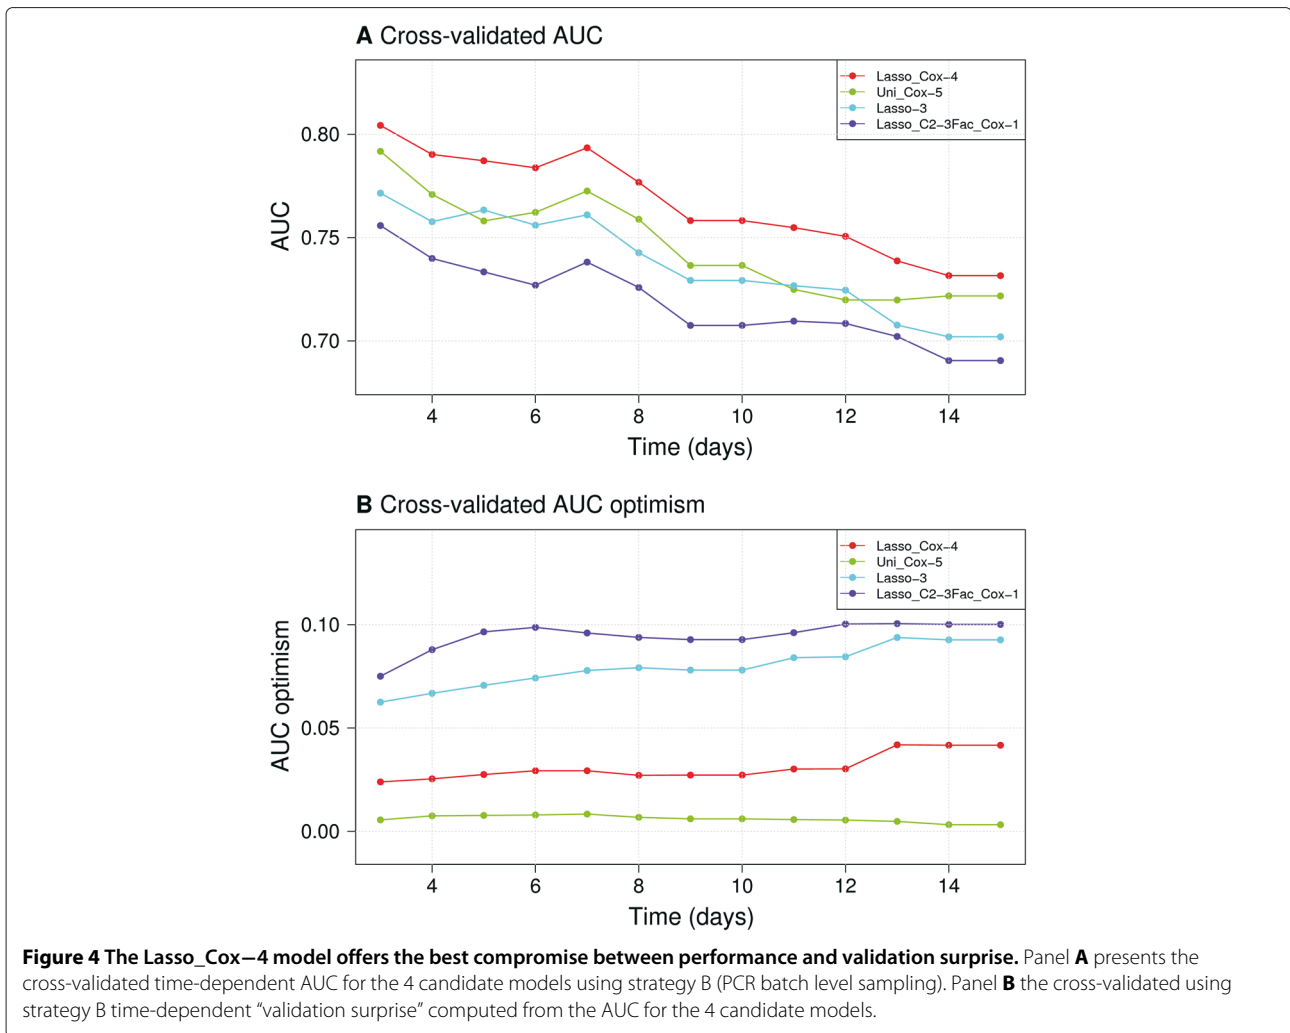 A Cross-validated AUC
Lasso_Cox−4
Uni_Cox−5
Lasso−3
Lasso_C2−3Fac_Cox−1
0.80
0.75
0.70
AUC
4 6 8 10 12 14
Time (days)
B Cross-validated AUC optimism
Lasso_Cox−4
Uni_Cox−5
Lasso−3
Lasso_C2−3Fac_Cox−1
0.10
0.05
0.00
AUC optimism
4 6 8 10 12 14
Time (days)
Figure 4 The Lasso_Cox−4 model offers the best compromise between performance and validation surprise. Panel A presents the
cross-validated time-dependent AUC for the 4 candidate models using strategy B (PCR batch level sampling). Panel B the cross-validated using
strategy B time-dependent “validation surprise” computed from the AUC for the 4 candidate models.